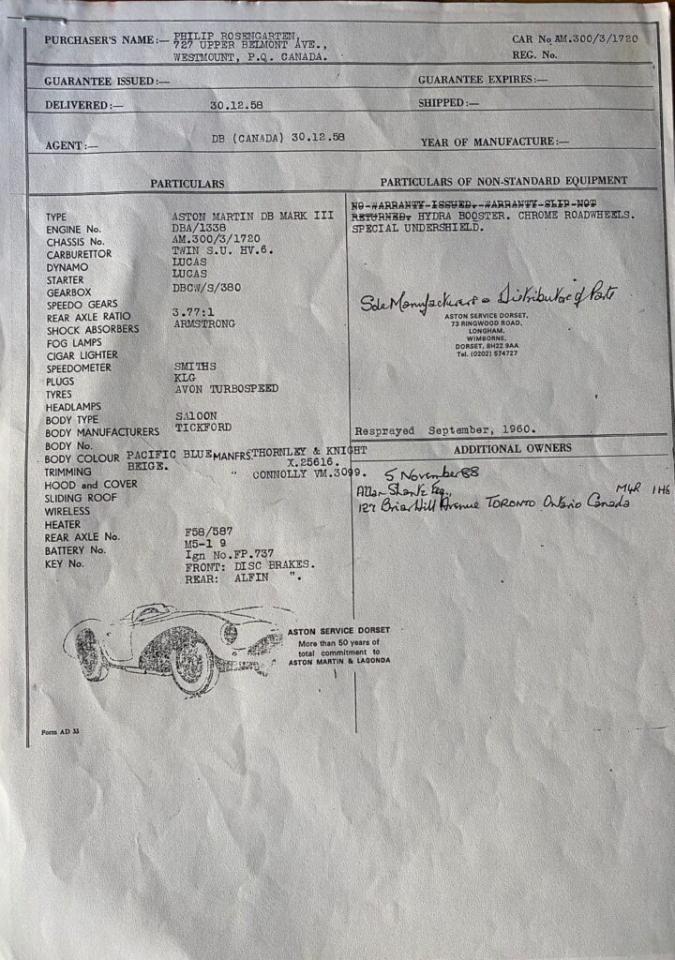 PURCHASER'S NAME:— PHILIP ROSENGARTEN, CAR No AM.300/3/1720
727 UPPER BELMONT AVE.,
WESTMOUNT, P.Q. CANADA. REG. No.
GUARANTEE ISSUED:— GUARANTEE EXPIRES:—
DELIVERED:— 30.12.58 SHIPPED:—
AGENT:— DB (CANADA) 30.12.58 YEAR OF MANUFACTURE:—
PARTICULARS
TYPE ASTON MARTIN DB MARK III
ENGINE No. DBA/1338
CHASSIS No. AM.300/3/1720
CARBURETTOR TWIN S.U. HV.6.
DYNAMO LUCAS
STARTER LUCAS
GEARBOX DBCW/S/380
SPEEDO GEARS
REAR AXLE RATIO 3.77:1
SHOCK ABSORBERS ARMSTRONG
FOG LAMPS
CIGAR LIGHTER
SPEEDOMETER SMITHS
PLUGS KLG
TYRES AVON TURBOSPEED
HEADLAMPS
BODY TYPE SALOON
BODY MANUFACTURERS TICKFORD
BODY No.
BODY COLOUR PACIFIC BLUE MANFRS THORNLEY & KNIGHT
X.25616.
TRIMMING BEIGE. " CONNOLLY VM.3099.
HOOD and COVER
SLIDING ROOF
WIRELESS
HEATER
REAR AXLE No. F58/587
BATTERY No. M5-1 9
KEY No. Ign No.FP.737
FRONT: DISC BRAKES.
REAR: ALFIN ".
PARTICULARS OF NON-STANDARD EQUIPMENT
NO WARRANTY ISSUED. WARRANTY SLIP NOT
RETURNED. HYDRA BOOSTER. CHROME ROADWHEELS.
SPECIAL UNDERSHIELD.
Sole Manufacturers & Distributor of Parts
ASTON SERVICE DORSET,
73 RINGWOOD ROAD,
LONGHAM,
WIMBORNE,
DORSET, BH22 9AA
Tel. (0202) 574727
Resprayed September, 1960.
ADDITIONAL OWNERS
5 November 88
Allan Shantz Esq., M4R 1H6
127 Briar Hill Avenue TORONTO Ontario Canada
ASTON SERVICE DORSET
More than 50 years of
total commitment to
ASTON MARTIN & LAGONDA
Form AD 33